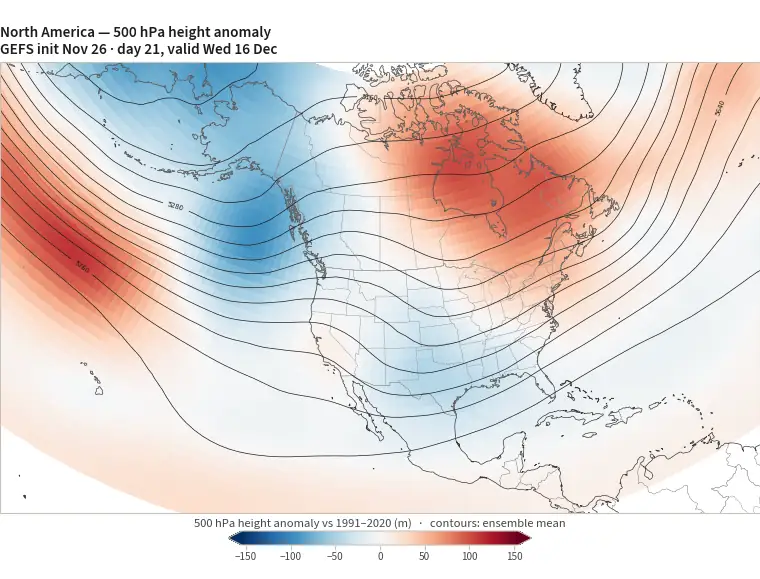 North America — 500 hPa height anomaly
GEFS init Nov 26 · day 21, valid Wed 16 Dec
5280
500 hPa height anomaly vs 1991–2020 (m) · contours: ensemble mean
−150 −100 −50 0 50 100 150